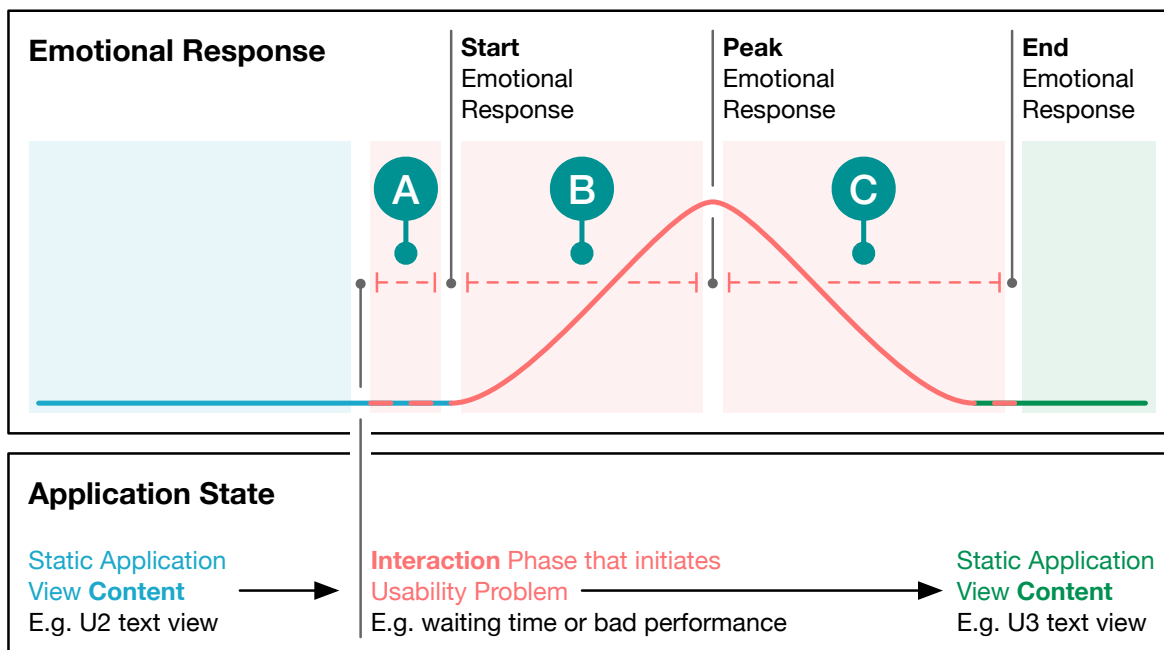 Emotional Response
Start
Emotional
Response
Peak
Emotional
Response
End
Emotional
Response
A
B
C
Application State
Static Application
View Content
E.g. U2 text view
Interaction Phase that initiates
Usability Problem
E.g. waiting time or bad performance
Static Application
View Content
E.g. U3 text view